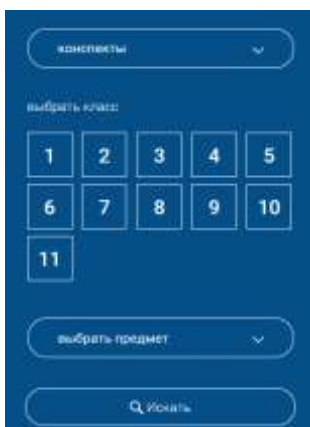 конспекты
выбрать класс
1 2 3 4 5
6 7 8 9 10
11
выбрать предмет
Искать